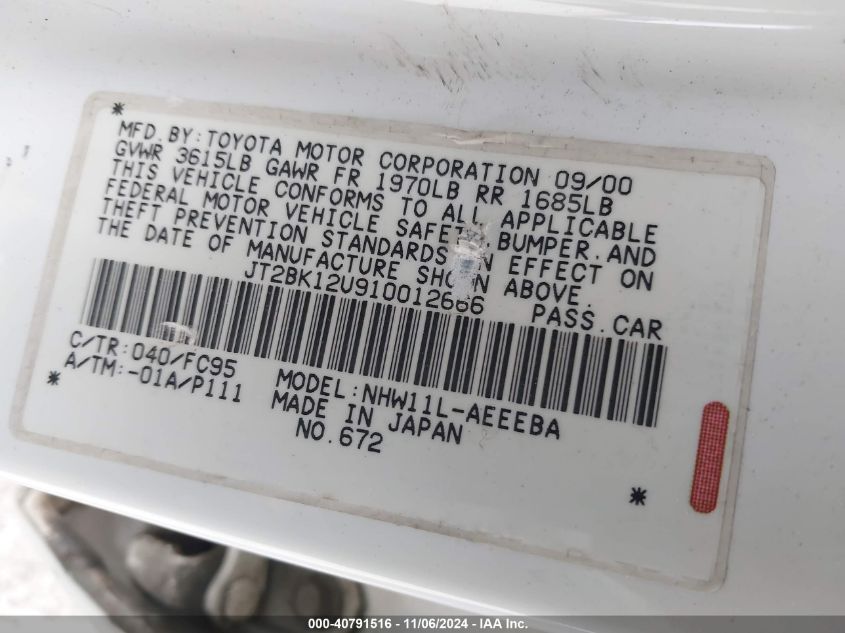 *
MFD. BY: TOYOTA MOTOR CORPORATION 09/00
GVWR 3615LB GAWR FR 1970LB RR 1685LB
THIS VEHICLE CONFORMS TO ALL APPLICABLE
FEDERAL MOTOR VEHICLE SAFETY, BUMPER, AND
THEFT PREVENTION STANDARDS IN EFFECT ON
THE DATE OF MANUFACTURE SHOWN ABOVE.
JT2BK12U910012666 PASS. CAR
C/TR: 040/FC95 MODEL: NHW11L-AEEEBA
A/TM: -01A/P111 MADE IN JAPAN
* NO. 672 *
000-40791516 - 11/06/2024 - IAA Inc.